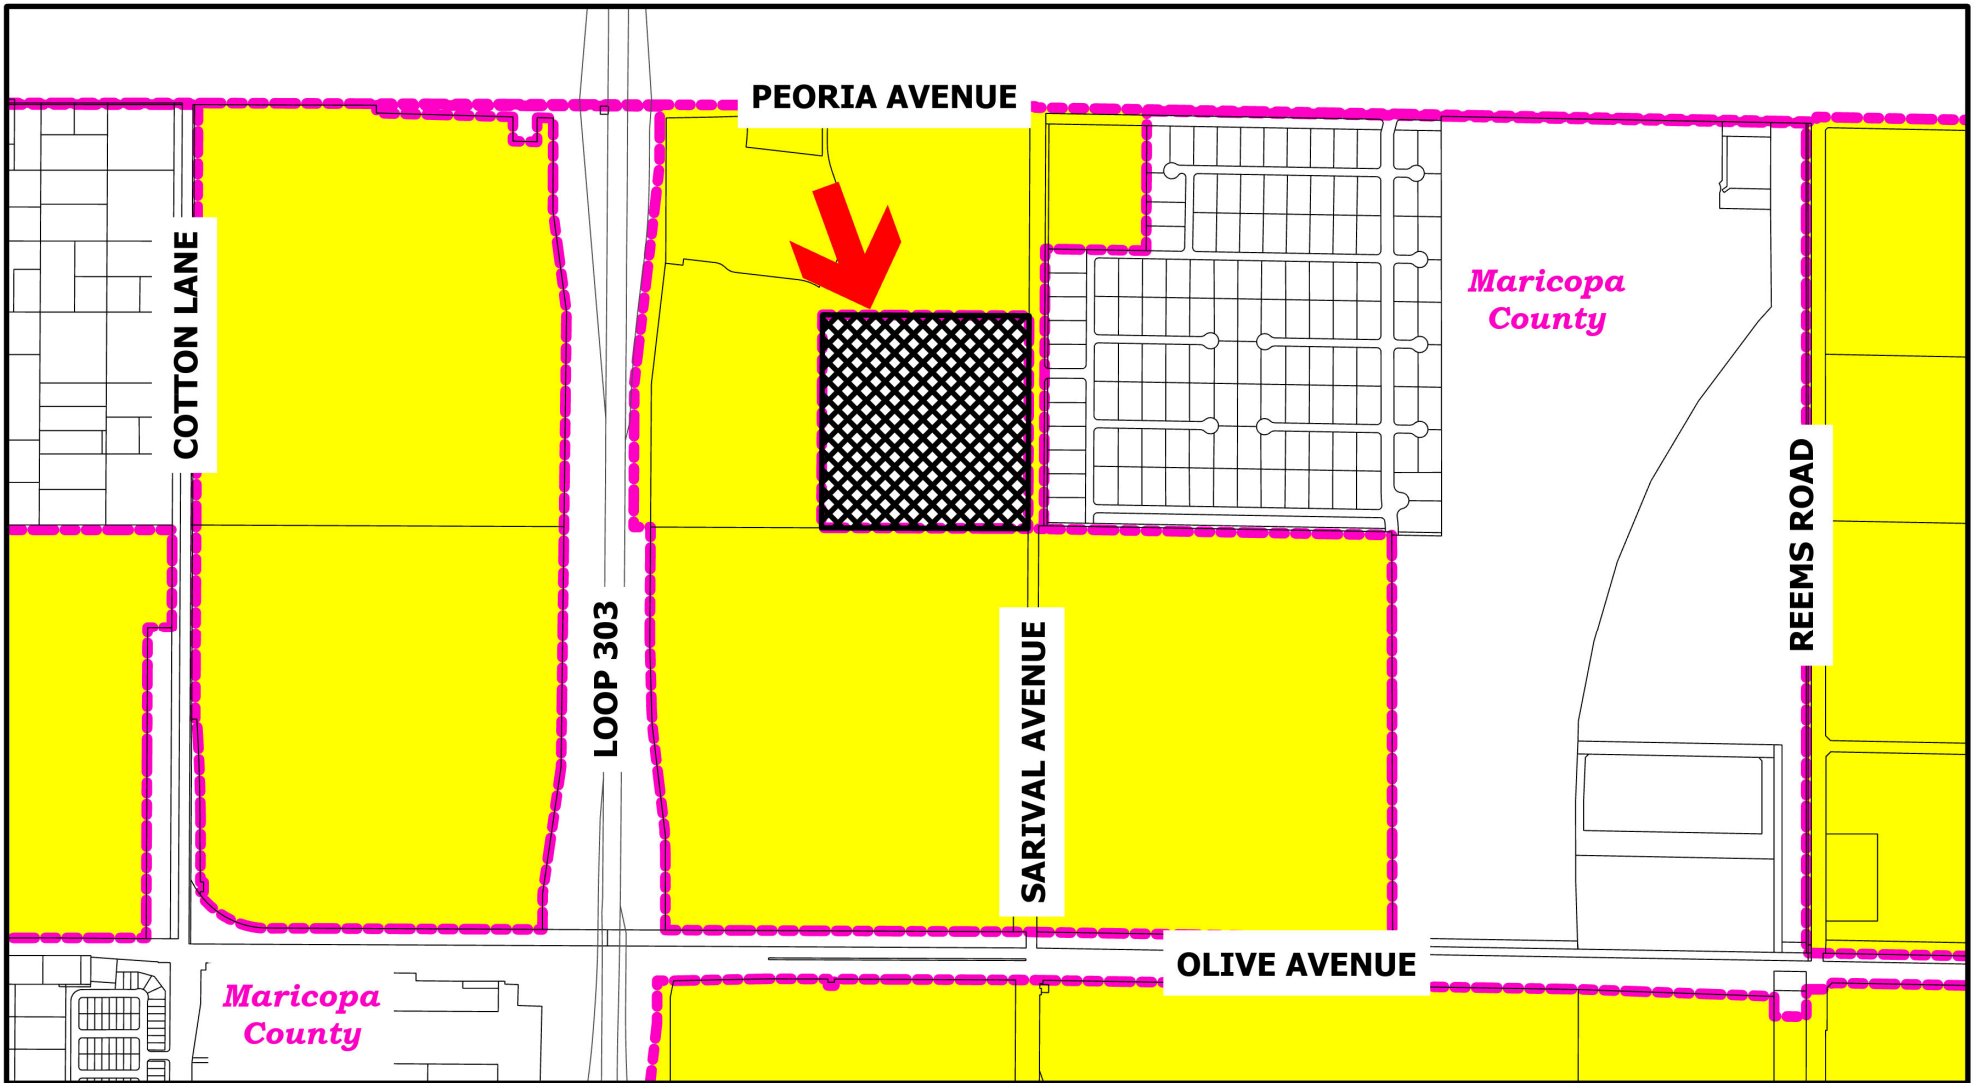 PEORIA AVENUE
COTTON LANE
Maricopa
County
LOOP 303
SARIVAL AVENUE
REEMS ROAD
OLIVE AVENUE
Maricopa
County